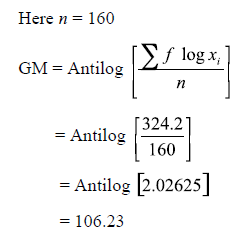 Here n = 160
GM = Antilog [∑f log xᵢ / n]
= Antilog [324.2 / 160]
= Antilog [2.02625]
= 106.23